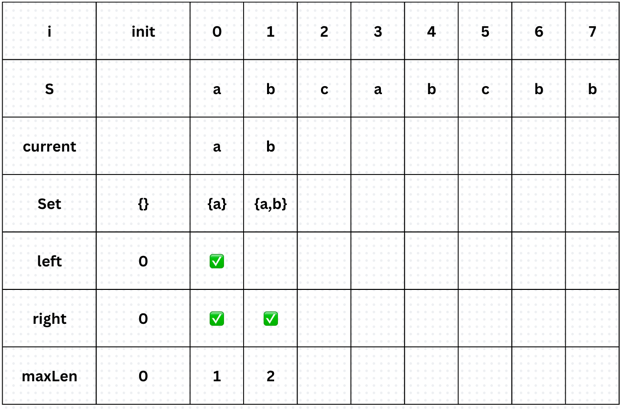 i init 0 1 2 3 4 5 6 7
S a b c a b c b b
current a b
Set {} {a} {a,b}
left 0 ✅
right 0 ✅ ✅
maxLen 0 1 2